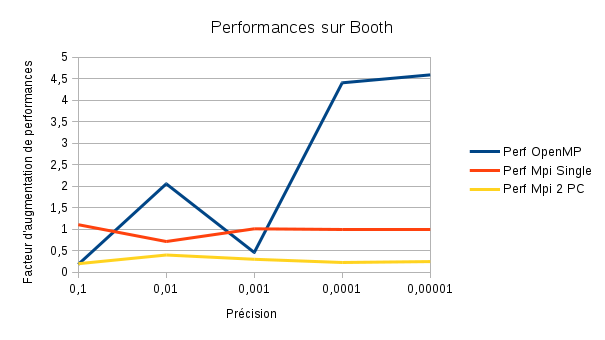 Performances sur Booth
Facteur d'augmentation de performances
5
4,5
4
3,5
3
2,5
2
1,5
1
0,5
0
0,1
0,01
0,001
0,0001
0,00001
Précision
Perf OpenMP
Perf Mpi Single
Perf Mpi 2 PC